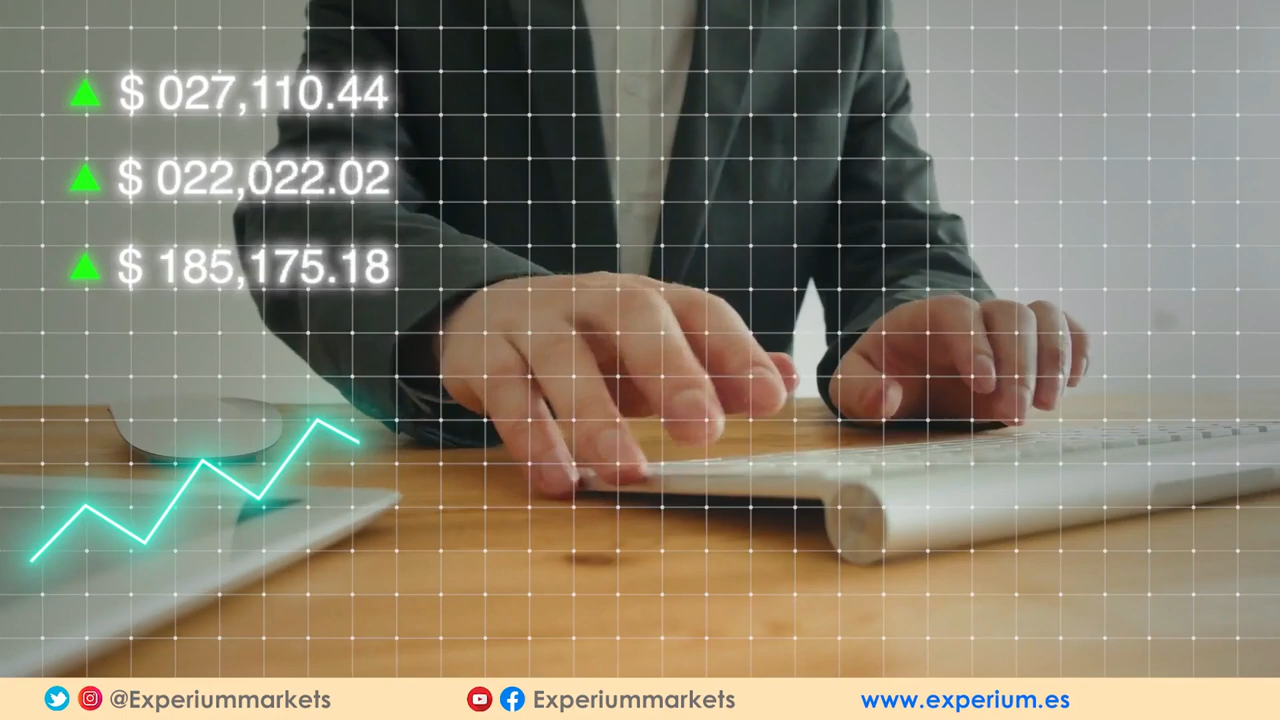 $ 027,110.44
$ 022,022.02
$ 185,175.18
@Experiummarkets
Experiummarkets
www.experium.es